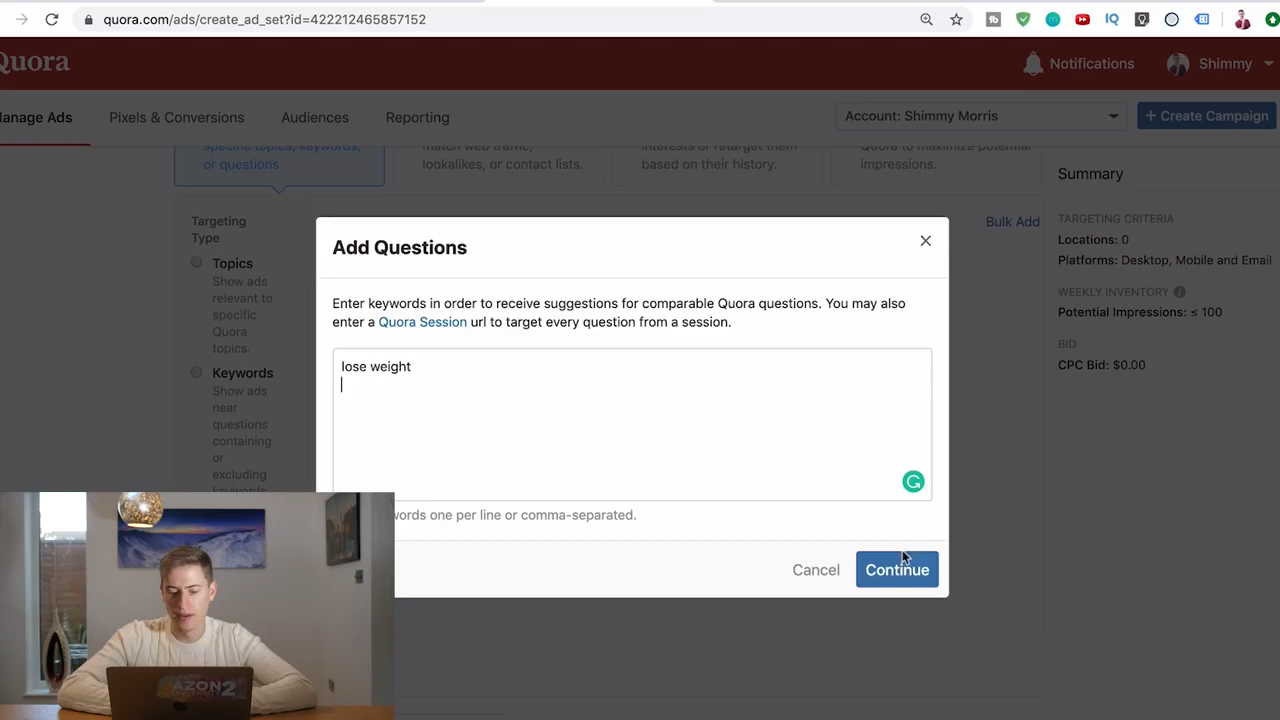 quora.com/ads/create_ad_set?id=422212465857152
IQ
Quora
Notifications
Shimmy
Manage Ads
Pixels & Conversions
Audiences
Reporting
Account: Shimmy Morris
+ Create Campaign
specific topics, keywords,
or questions.
match web traffic,
lookalikes, or contact lists.
interests or retarget them
based on their history.
Quora to maximize potential
impressions.
Summary
Targeting
Type
Topics
Show ads
relevant to
specific
Quora
topics.
Keywords
Show ads
near
questions
containing
or
excluding
keywords
Bulk Add
Add Questions
Enter keywords in order to receive suggestions for comparable Quora questions. You may also
enter a Quora Session url to target every question from a session.
lose weight
words one per line or comma-separated.
Cancel
Continue
TARGETING CRITERIA
Locations: 0
Platforms: Desktop, Mobile and Email
WEEKLY INVENTORY
Potential Impressions: ≤ 100
BID
CPC Bid: $0.00
AZON2